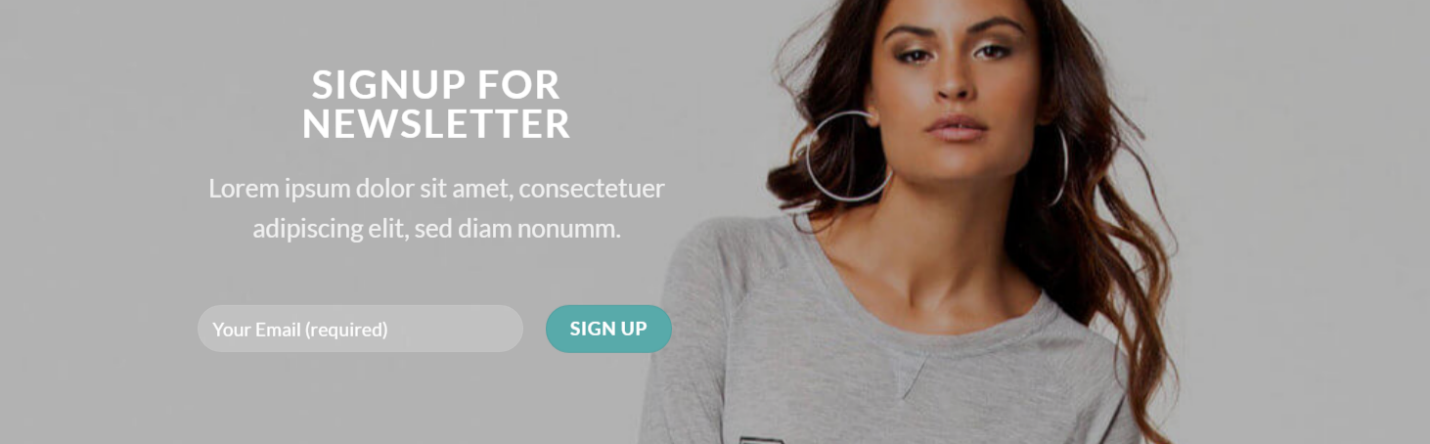 SIGNUP FOR
NEWSLETTER
Lorem ipsum dolor sit amet, consectetuer
adipiscing elit, sed diam nonumm.
Your Email (required)
SIGN UP